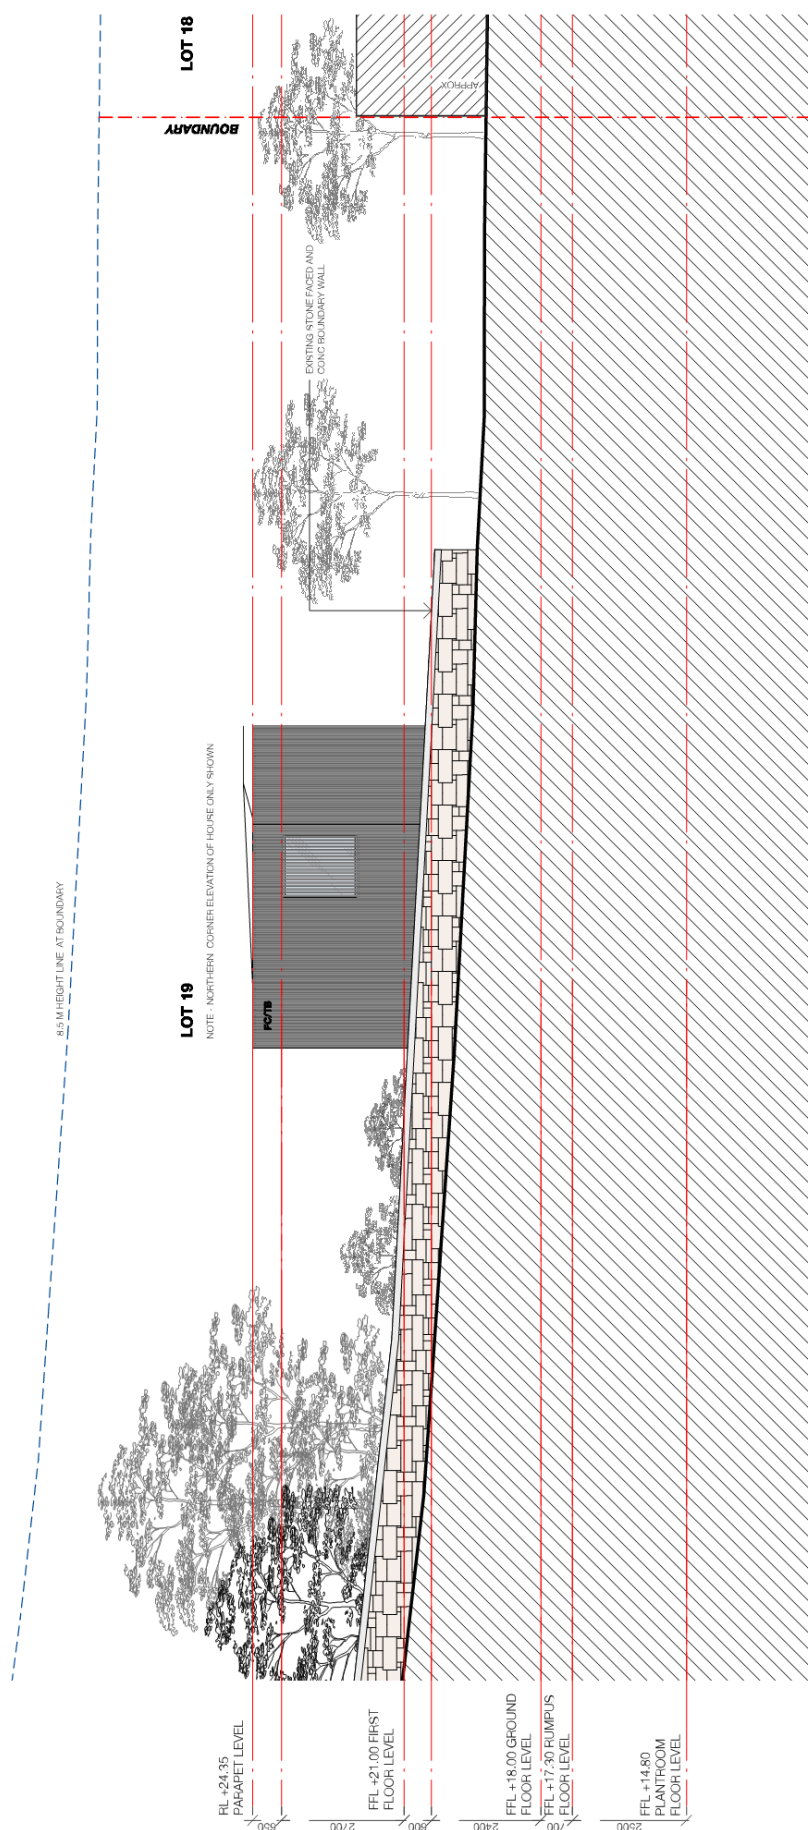 LOT 18
BOUNDARY
APPROX
EXISTING STONE FACED AND
CONC BOUNDARY WALL
8.5 M HEIGHT LINE AT BOUNDARY
LOT 19
NOTE - NORTHERN CORNER ELEVATION OF HOUSE ONLY SHOWN
FC/TB
RL +24.35
PARAPET LEVEL
FFL +21.00 FIRST
FLOOR LEVEL
FFL +18.00 GROUND
FLOOR LEVEL
FFL +17.30 RUMPUS
FLOOR LEVEL
FFL +14.80
PLANTROOM
FLOOR LEVEL
650
2700
600
2400
700
2500